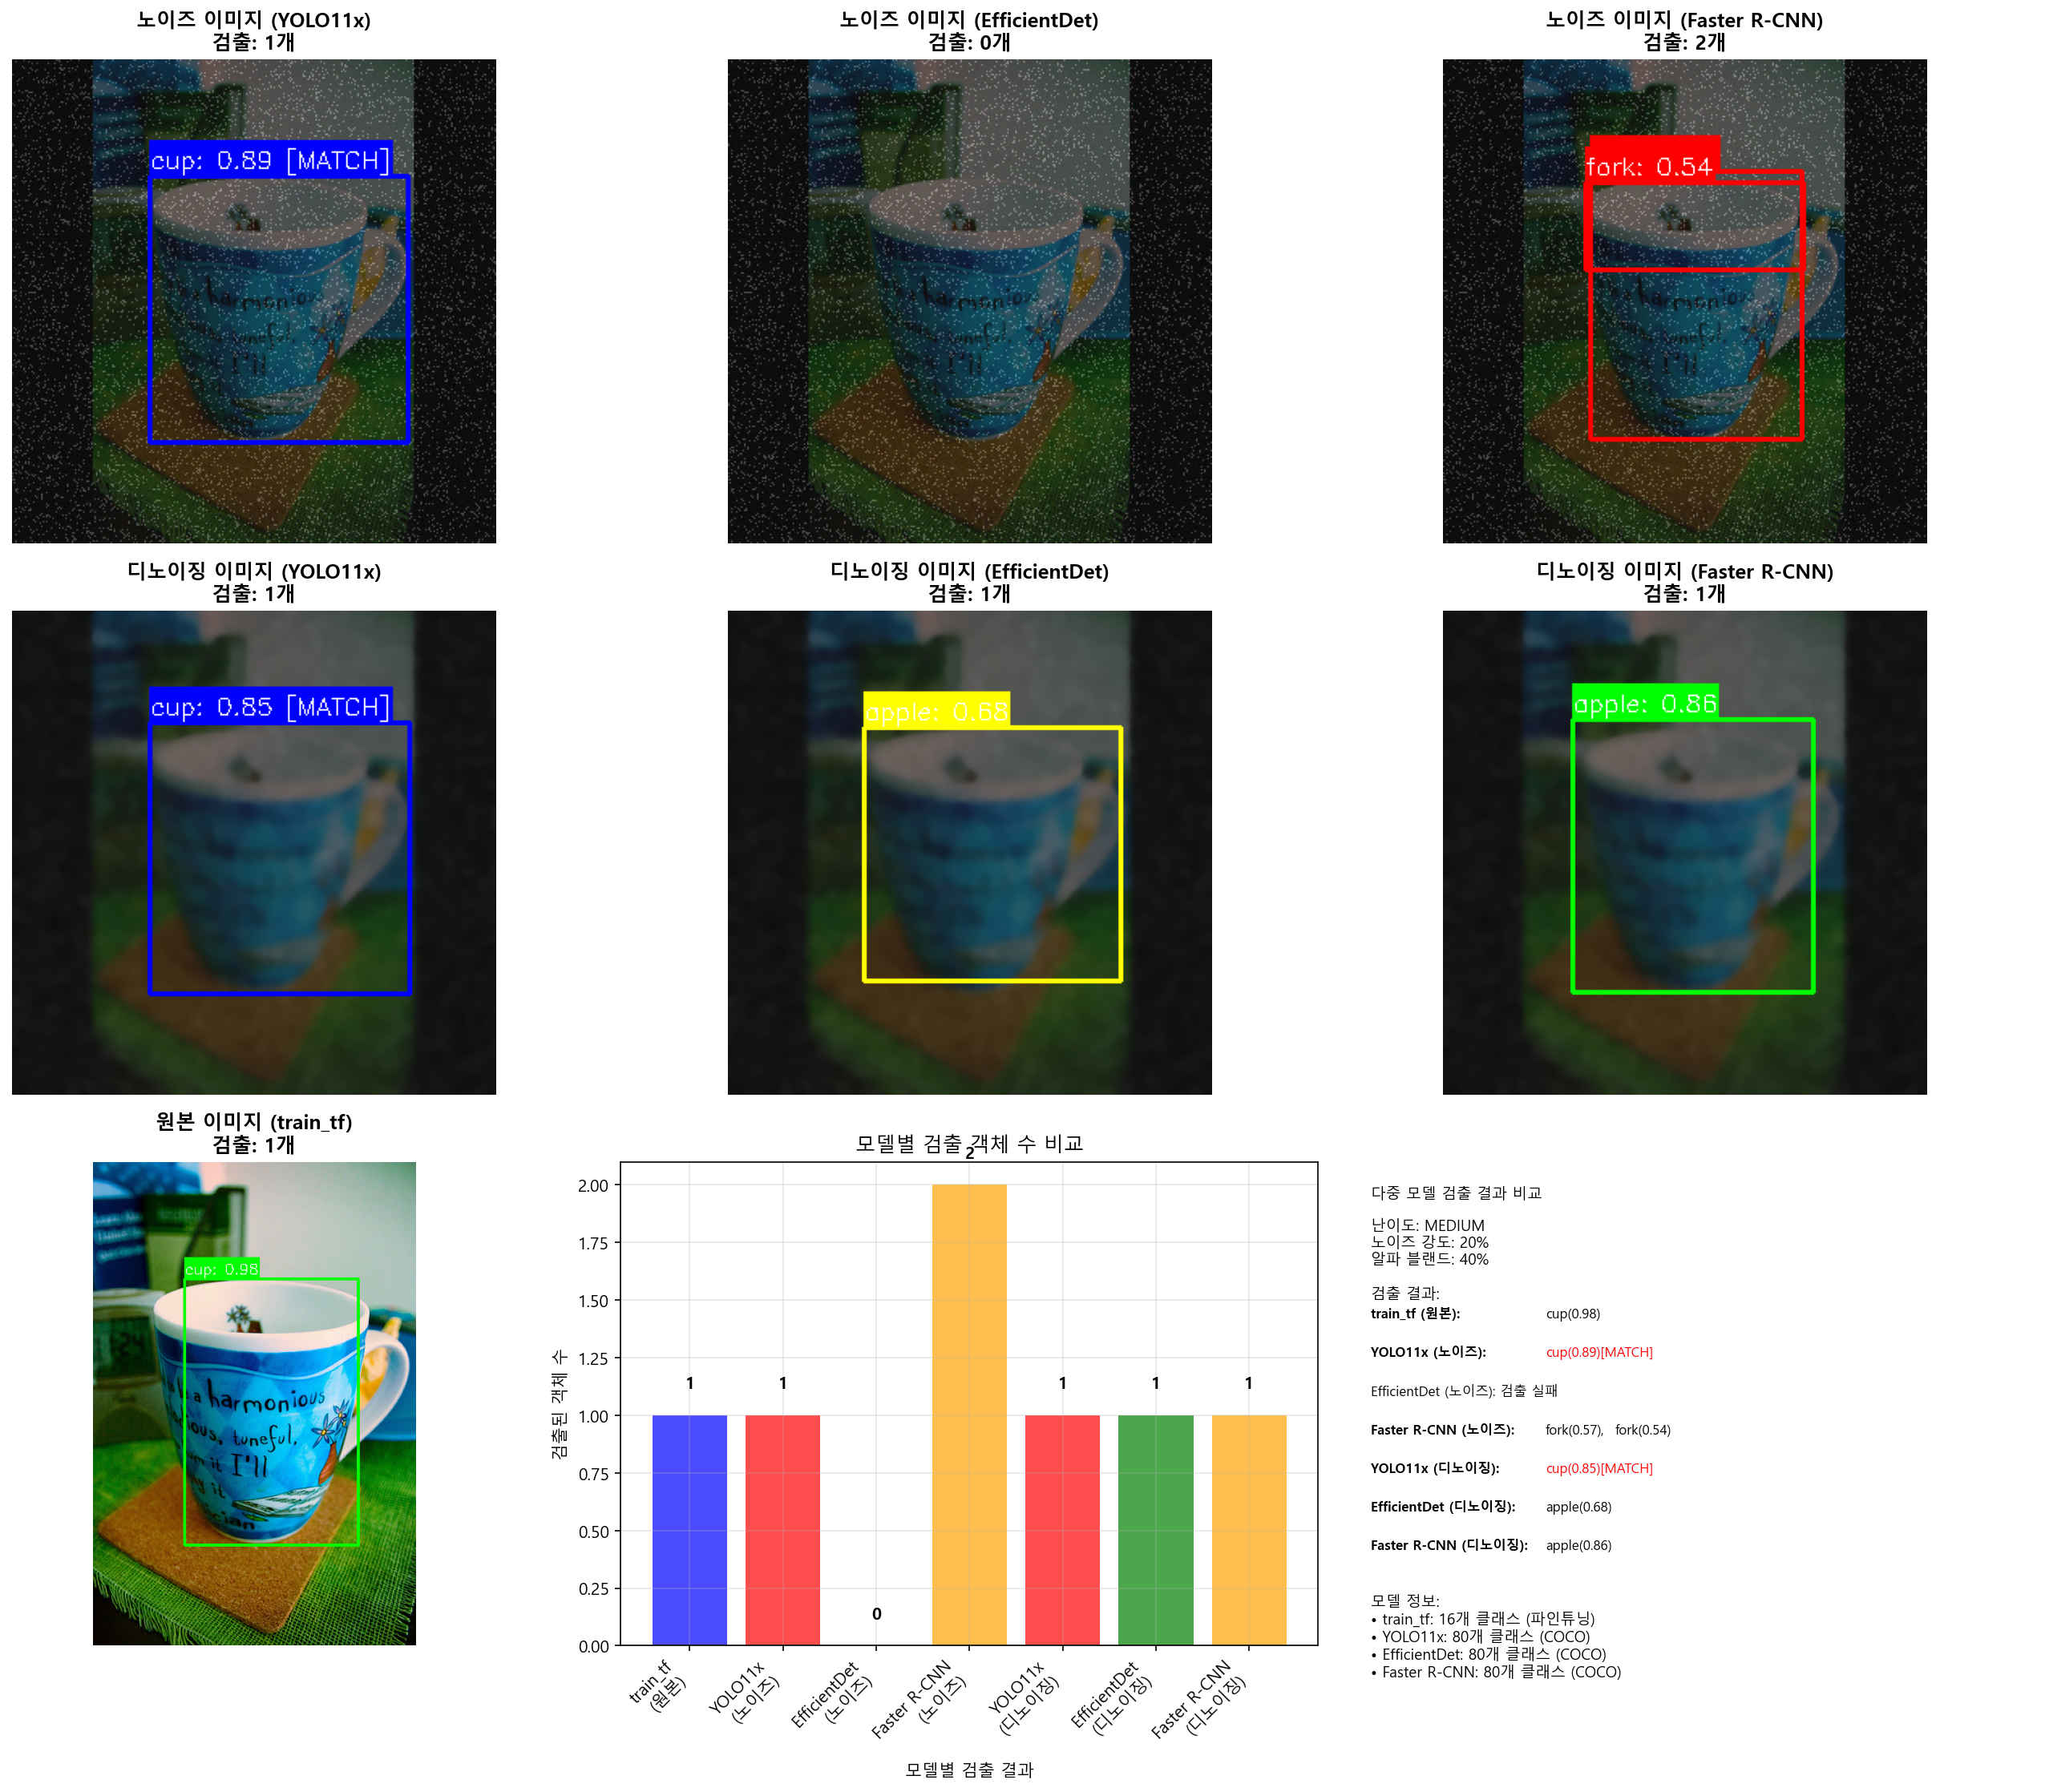 노이즈 이미지 (YOLO11x)
검출: 1개
노이즈 이미지 (EfficientDet)
검출: 0개
노이즈 이미지 (Faster R-CNN)
검출: 2개
cup: 0.89 [MATCH]
harmonious
tuneful,
I'll
harmonious
tuneful,
I'll
fork: 0.54
harmonious
tuneful,
I'll
디노이징 이미지 (YOLO11x)
검출: 1개
디노이징 이미지 (EfficientDet)
검출: 1개
디노이징 이미지 (Faster R-CNN)
검출: 1개
cup: 0.85 [MATCH]
apple: 0.68
apple: 0.86
원본 이미지 (train_tf)
검출: 1개
cup: 0.98
a harmonious
tuneful,
it I'll
it
모델별 검출 객체 수 비교
2
2.00
1.75
1.50
1.25
1.00
0.75
0.50
0.25
0.00
검출된 객체 수
1
1
0
1
1
1
train_tf
(원본)
YOLO11x
(노이즈)
EfficientDet
(노이즈)
Faster R-CNN
(노이즈)
YOLO11x
(디노이징)
EfficientDet
(디노이징)
Faster R-CNN
(디노이징)
모델별 검출 결과
다중 모델 검출 결과 비교
난이도: MEDIUM
노이즈 강도: 20%
알파 블랜드: 40%
검출 결과:
train_tf (원본): cup(0.98)
YOLO11x (노이즈): cup(0.89)[MATCH]
EfficientDet (노이즈): 검출 실패
Faster R-CNN (노이즈): fork(0.57), fork(0.54)
YOLO11x (디노이징): cup(0.85)[MATCH]
EfficientDet (디노이징): apple(0.68)
Faster R-CNN (디노이징): apple(0.86)
모델 정보:
• train_tf: 16개 클래스 (파인튜닝)
• YOLO11x: 80개 클래스 (COCO)
• EfficientDet: 80개 클래스 (COCO)
• Faster R-CNN: 80개 클래스 (COCO)